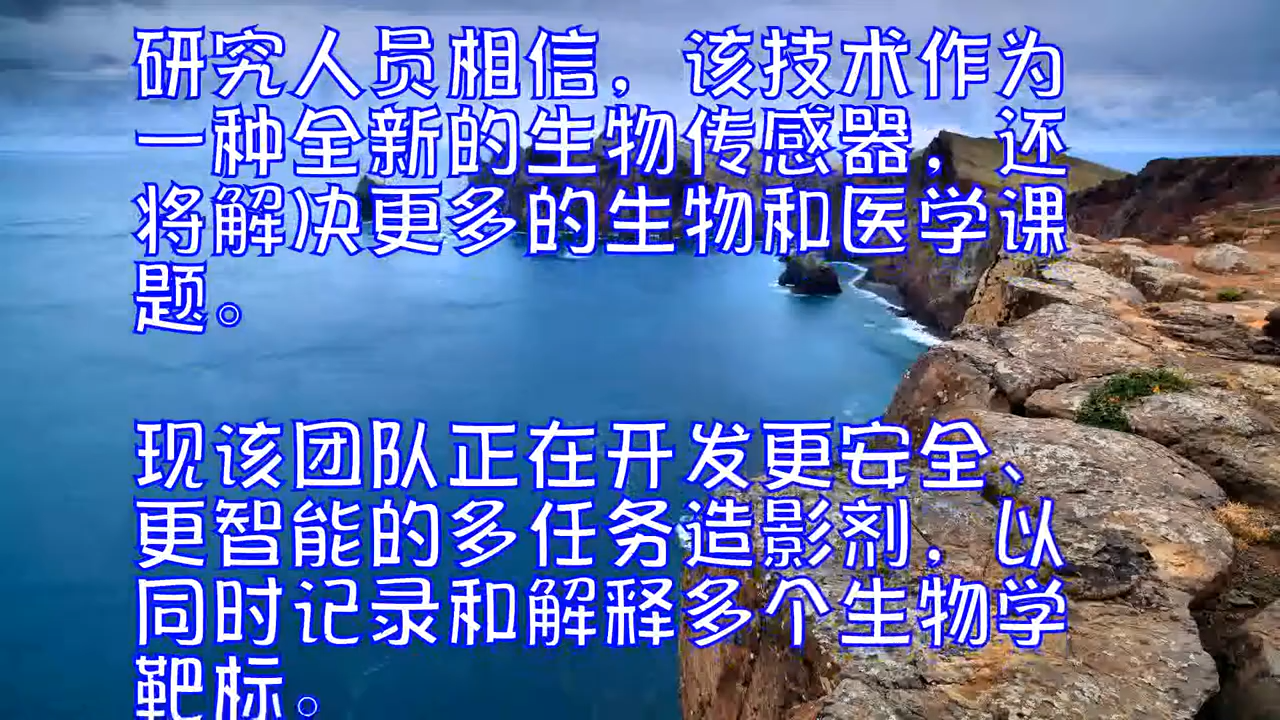 研究人员相信，该技术作为
一种全新的生物传感器，还
将解决更多的生物和医学课
题。
现该团队正在开发更安全、
更智能的多任务造影剂，以
同时记录和解释多个生物学
靶标。